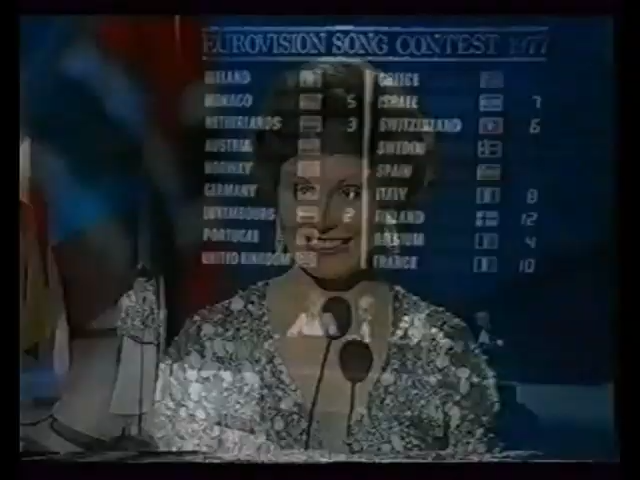 EUROVISION SONG CONTEST 1977
IRELAND
MONACO 5
NETHERLANDS 3
AUSTRIA
NORWAY
GERMANY
LUXEMBOURG 2
PORTUGAL
UNITED KINGDOM
GREECE
ISRAEL 7
SWITZERLAND 6
SWEDEN
SPAIN
ITALY 8
FINLAND 12
BELGIUM 4
FRANCE 10